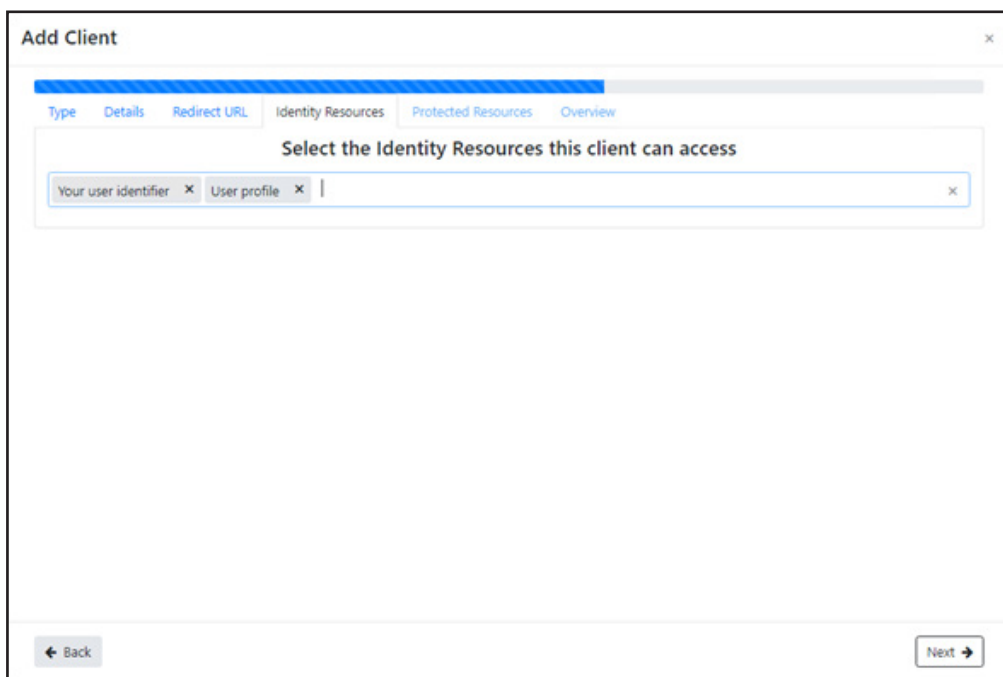 Add Client ×
Type Details Redirect URL Identity Resources Protected Resources Overview
Select the Identity Resources this client can access
Your user identifier × User profile × ×
← Back Next →